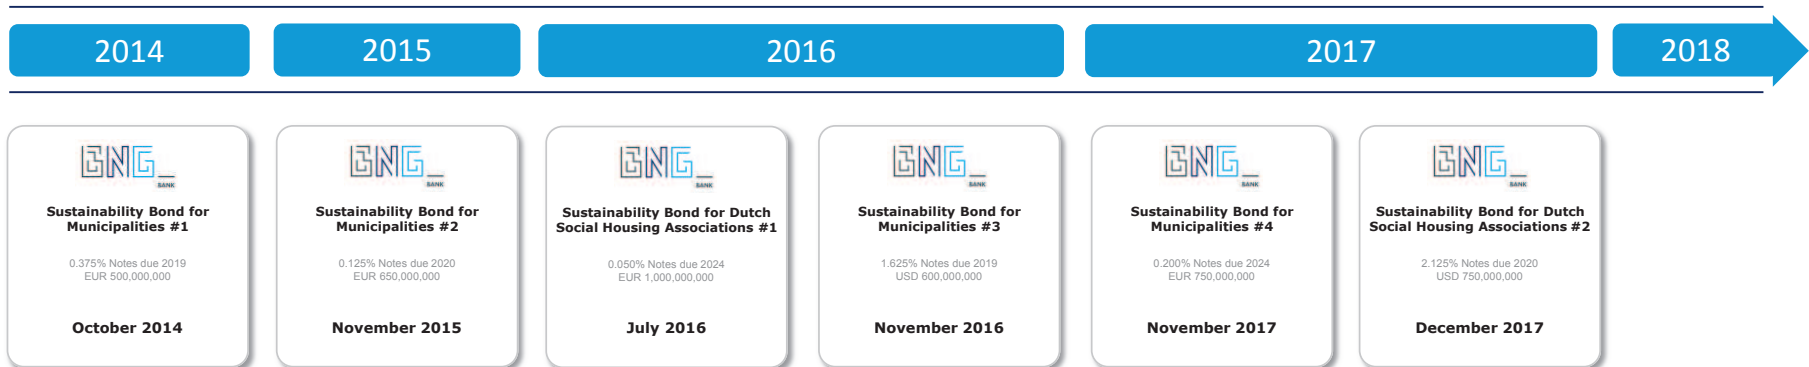 2014
2015
2016
2017
2018
BNG_
BANK
Sustainability Bond for
Municipalities #1
0.375% Notes due 2019
EUR 500,000,000
October 2014
BNG_
BANK
Sustainability Bond for
Municipalities #2
0.125% Notes due 2020
EUR 650,000,000
November 2015
BNG_
BANK
Sustainability Bond for Dutch
Social Housing Associations #1
0.050% Notes due 2024
EUR 1,000,000,000
July 2016
BNG_
BANK
Sustainability Bond for
Municipalities #3
1.625% Notes due 2019
USD 600,000,000
November 2016
BNG_
BANK
Sustainability Bond for
Municipalities #4
0.200% Notes due 2024
EUR 750,000,000
November 2017
BNG_
BANK
Sustainability Bond for Dutch
Social Housing Associations #2
2.125% Notes due 2020
USD 750,000,000
December 2017